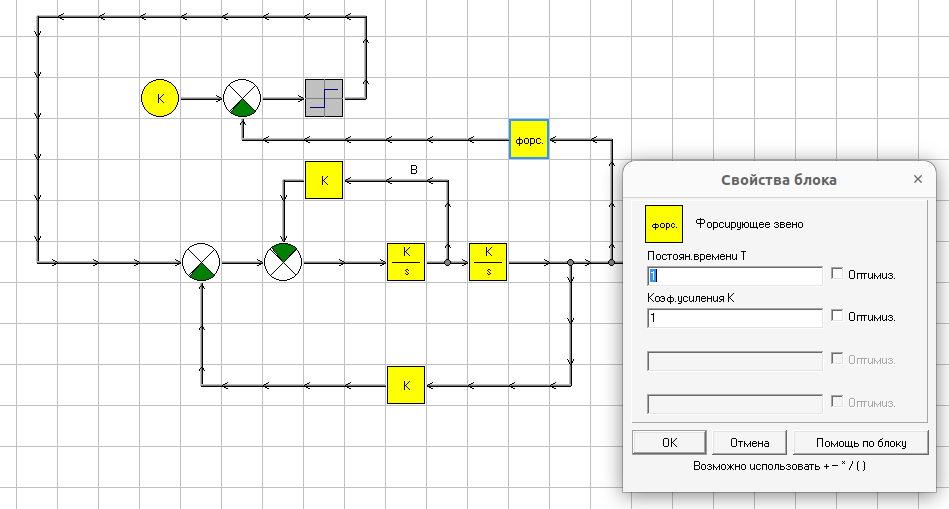 K
форс.
K
B
K
s
K
s
K
Свойства блока
×
форс.
Форсирующее звено
Постоян.времени T
1
Оптимиз.
Коэф.усиления K
1
Оптимиз.
Оптимиз.
Оптимиз.
OK
Отмена
Помощь по блоку
Возможно использовать + − * / ( )